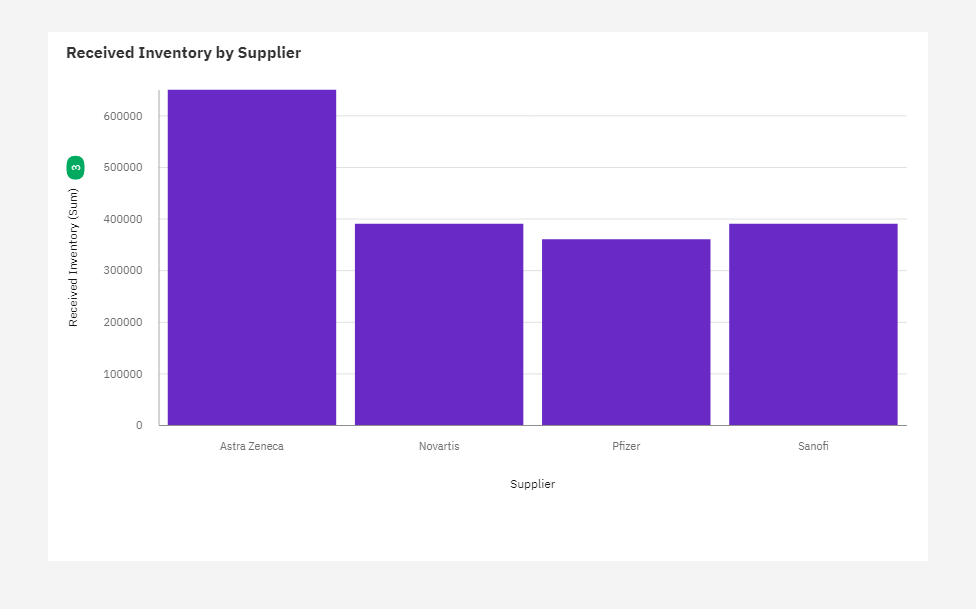 Received Inventory by Supplier
Received Inventory (Sum)
3
600000
500000
400000
300000
200000
100000
0
Astra Zeneca
Novartis
Pfizer
Sanofi
Supplier